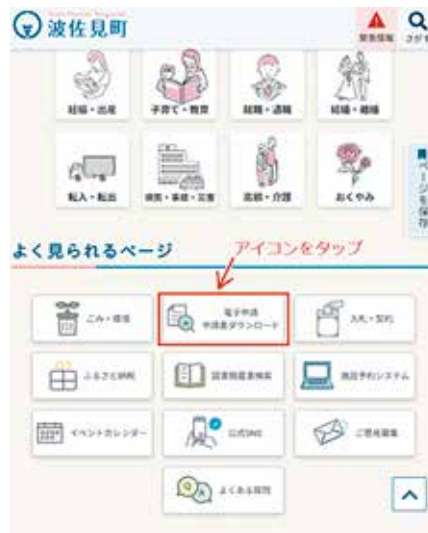 波佐見町
緊急情報
さがす
妊娠・出産
子育て・教育
就職・退職
結婚・離婚
転入・転出
病気・事故・災害
高齢・介護
おくやみ
ページを保存
よく見られるページ
アイコンをタップ
ごみ・環境
電子申請
申請書ダウンロード
入札・契約
ふるさと納税
図書館蔵書検索
施設予約システム
イベントカレンダー
公式SNS
ご意見募集
よくある質問